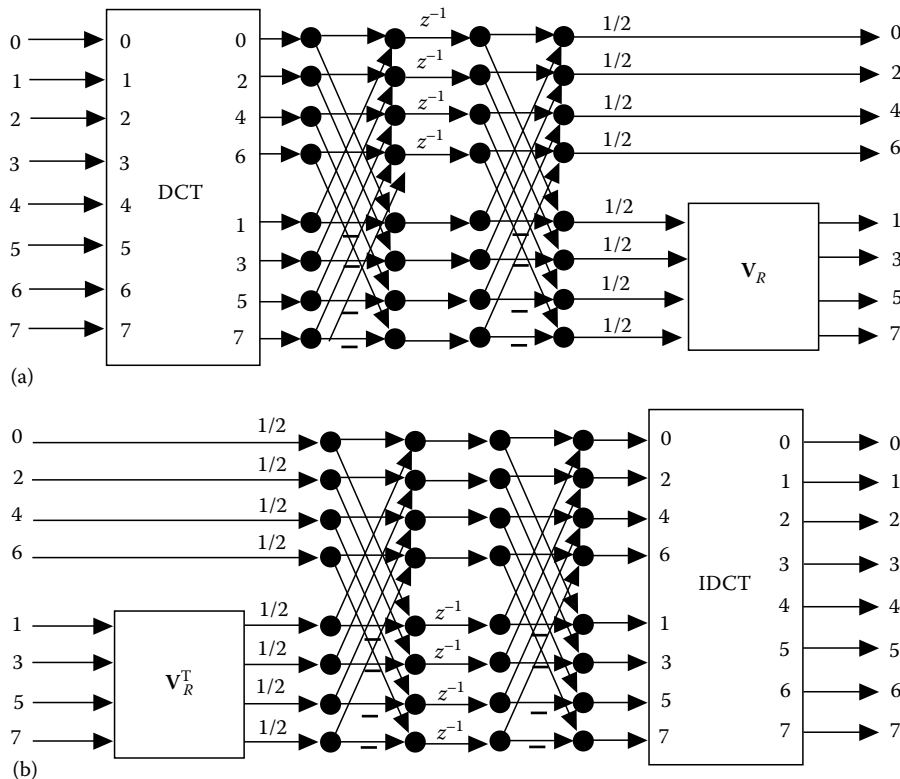 z⁻¹ 1/2
0 0 0 0
z⁻¹ 1/2
1 1 2 2
z⁻¹ 1/2
2 2 4 4
z⁻¹ 1/2
3 3 6 6
DCT
4 4 1 1/2 1
5 5 3 1/2 V_R 3
6 6 5 1/2 5
7 7 7 1/2 7
(a)
0 1/2 0 0 0
2 1/2 2 1 1
4 1/2 4 2 2
6 1/2 6 3 3
IDCT
1 1/2 z⁻¹ 1 4 4
3 V_R^T 1/2 z⁻¹ 3 5 5
5 1/2 z⁻¹ 5 6 6
7 1/2 z⁻¹ 7 7 7
(b)